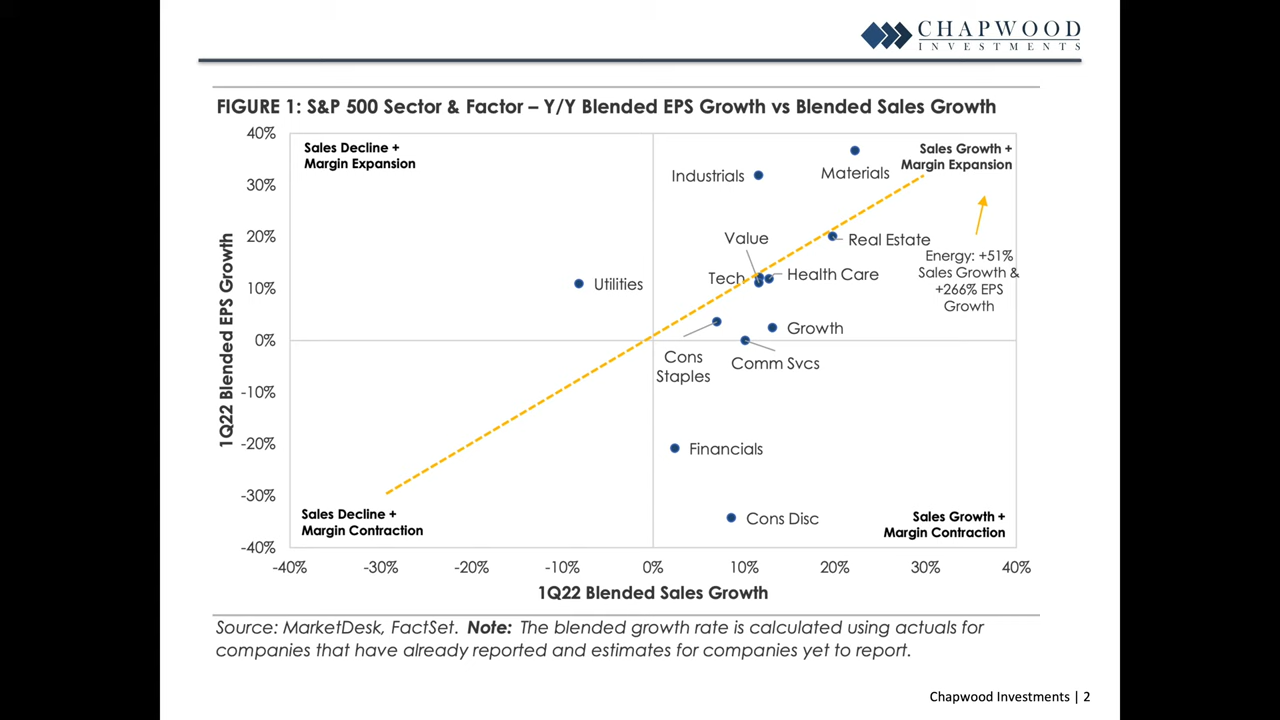 CHAPWOOD
INVESTMENTS
FIGURE 1: S&P 500 Sector & Factor – Y/Y Blended EPS Growth vs Blended Sales Growth
40%
30%
20%
10%
0%
-10%
-20%
-30%
-40%
1Q22 Blended EPS Growth
Sales Decline +
Margin Expansion
Sales Growth +
Margin Expansion
Industrials
Materials
Value
Real Estate
Tech
Health Care
Energy: +51%
Sales Growth &
+266% EPS
Growth
Utilities
Growth
Cons
Staples
Comm Svcs
Financials
Cons Disc
Sales Decline +
Margin Contraction
Sales Growth +
Margin Contraction
-40% -30% -20% -10% 0% 10% 20% 30% 40%
1Q22 Blended Sales Growth
Source: MarketDesk, FactSet. Note: The blended growth rate is calculated using actuals for
companies that have already reported and estimates for companies yet to report.
Chapwood Investments | 2